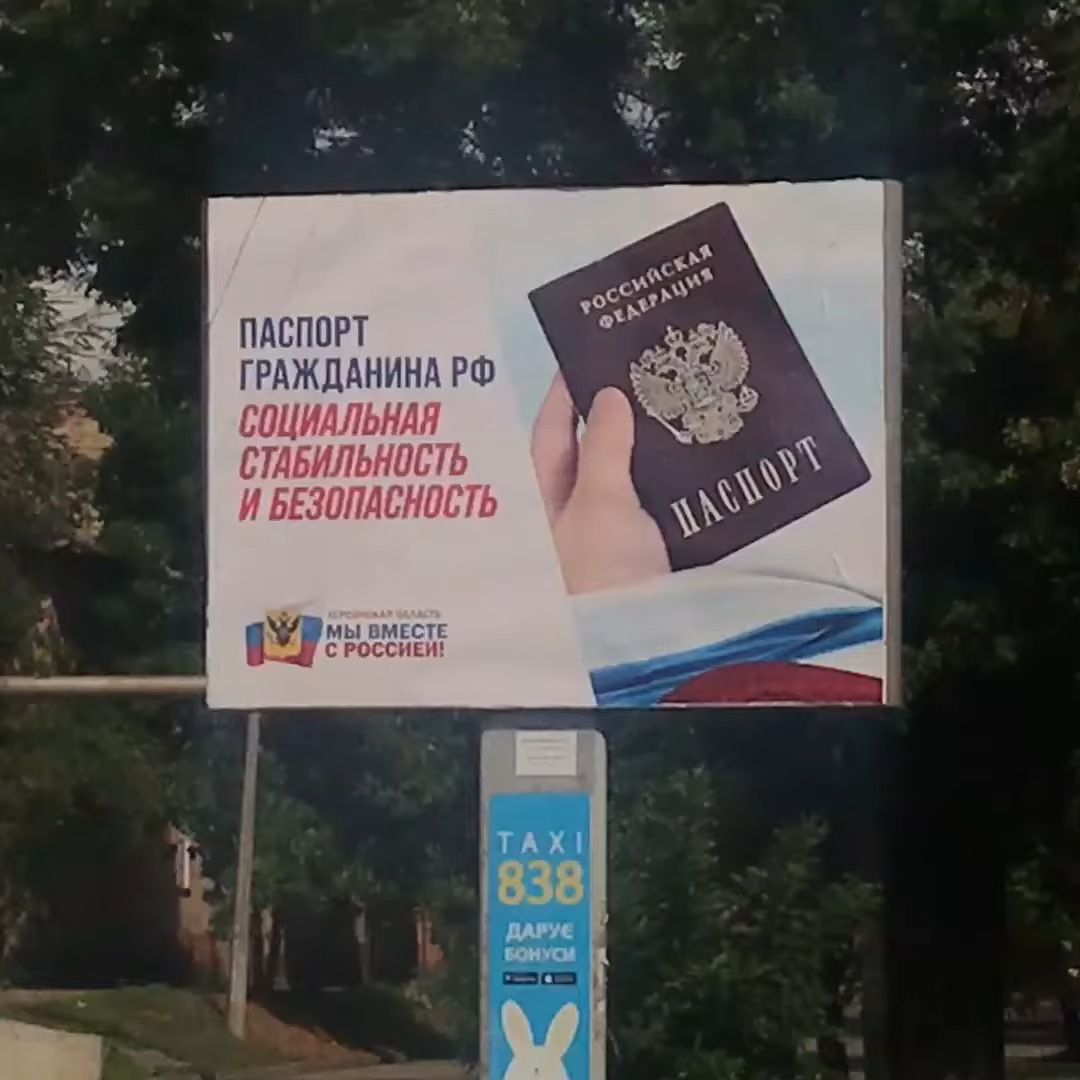 ПАСПОРТ
ГРАЖДАНИНА РФ
СОЦИАЛЬНАЯ
СТАБИЛЬНОСТЬ
И БЕЗОПАСНОСТЬ
РОССИЙСКАЯ
ФЕДЕРАЦИЯ
ПАСПОРТ
ХЕРСОНСКАЯ ОБЛАСТЬ
МЫ ВМЕСТЕ
С РОССИЕЙ!
TAXI
838
ДАРУЄ
БОНУСИ